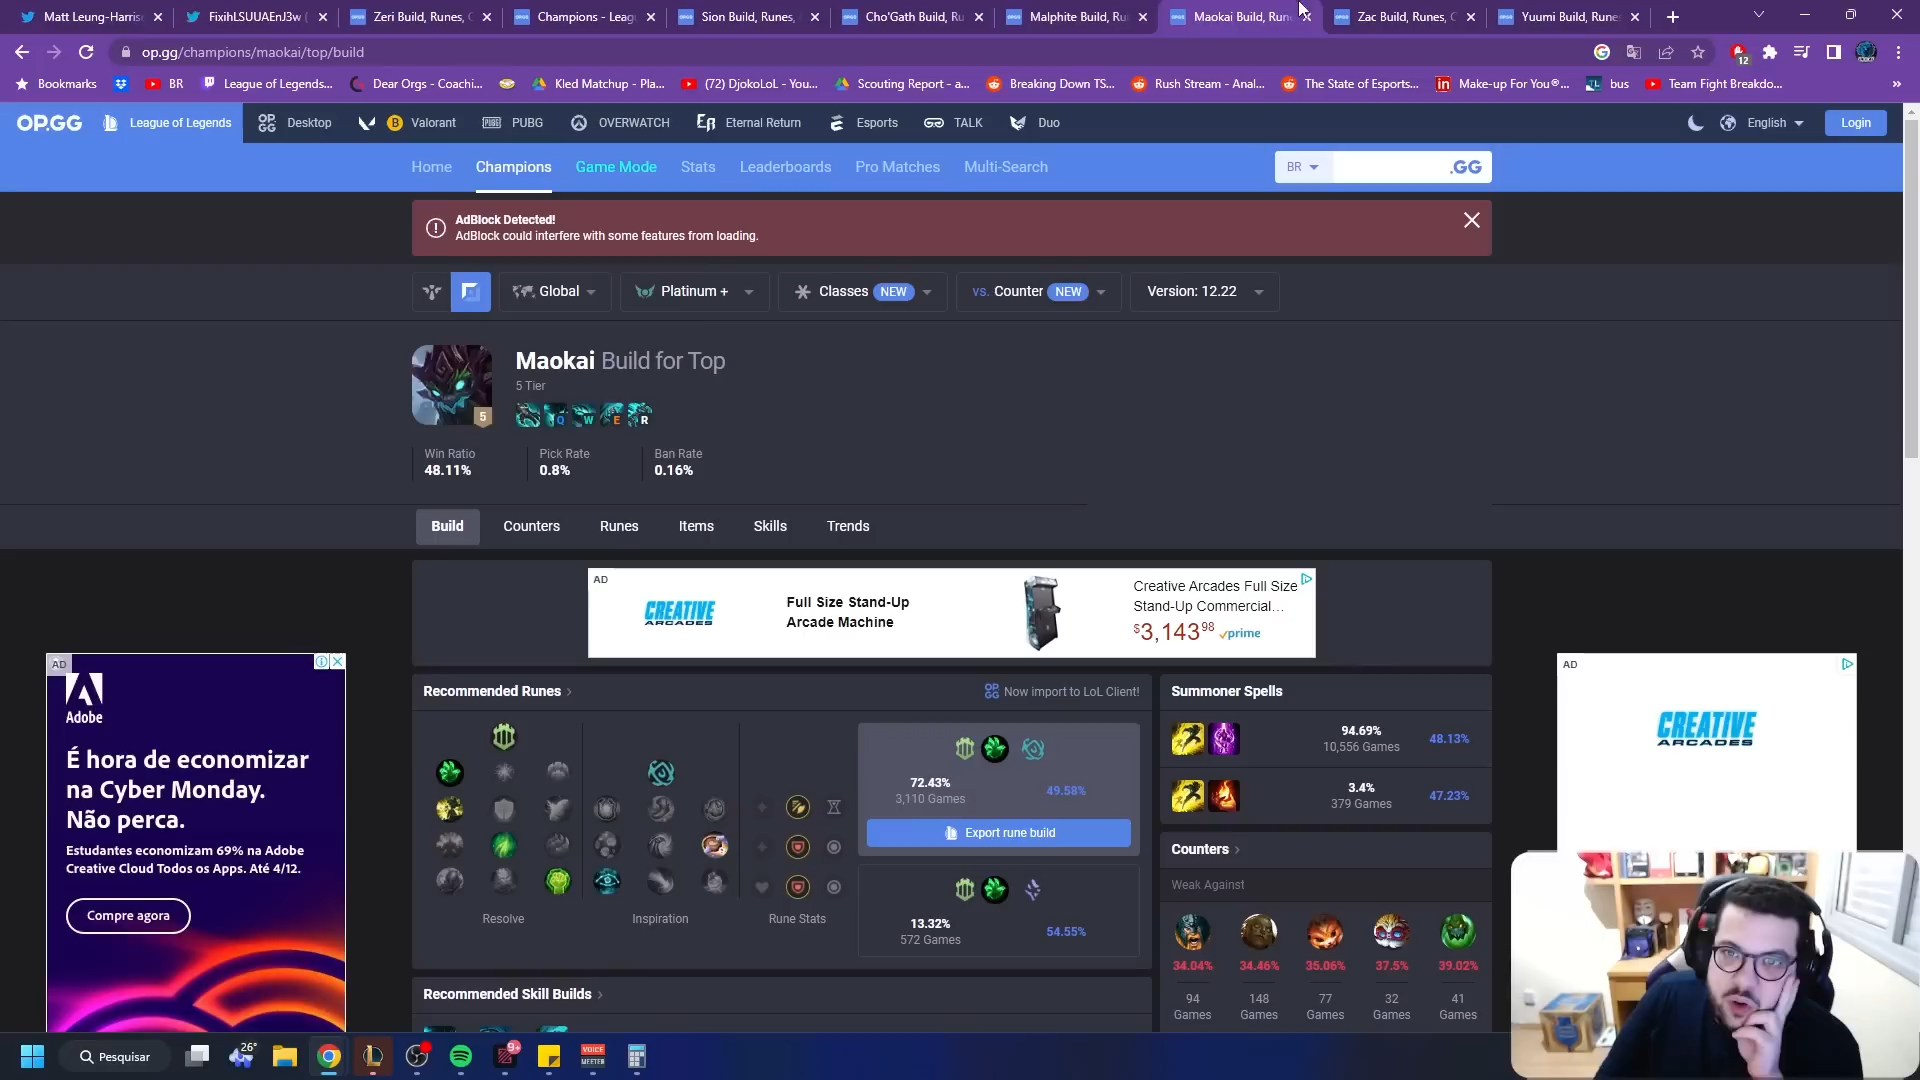 Matt Leung-Harris
FixihLSUUAEnJ3w
Zeri Build, Runes,
Champions - Leag
Sion Build, Runes,
Cho'Gath Build, Ru
Malphite Build, Ru
Maokai Build, Run
Zac Build, Runes,
Yuumi Build, Rune
op.gg/champions/maokai/top/build
12
Bookmarks
BR
League of Legends...
Dear Orgs - Coachi...
Kled Matchup - Pla...
(72) DjokoLoL - You...
Scouting Report - a...
Breaking Down TS...
Rush Stream - Anal...
The State of Esports...
Make-up For You®...
bus
Team Fight Breakdo...
OP.GG
League of Legends
Desktop
Valorant
PUBG
OVERWATCH
Eternal Return
Esports
TALK
Duo
English
Login
Home
Champions
Game Mode
Stats
Leaderboards
Pro Matches
Multi-Search
BR
.GG
AdBlock Detected!
AdBlock could interfere with some features from loading.
Global
Platinum +
Classes NEW
vs. Counter NEW
Version: 12.22
Maokai Build for Top
5 Tier
5
Q W E R
Win Ratio
48.11%
Pick Rate
0.8%
Ban Rate
0.16%
Build
Counters
Runes
Items
Skills
Trends
AD
CREATIVE
ARCADES
Full Size Stand-Up
Arcade Machine
Creative Arcades Full Size
Stand-Up Commercial...
$3,143 98 prime
AD
Adobe
É hora de economizar
na Cyber Monday.
Não perca.
Estudantes economizam 69% na Adobe
Creative Cloud Todos os Apps. Até 4/12.
Compre agora
Recommended Runes
Now import to LoL Client!
72.43%
3,110 Games
49.58%
Export rune build
13.32%
572 Games
54.55%
Resolve
Inspiration
Rune Stats
Recommended Skill Builds
Summoner Spells
94.69%
10,556 Games
48.13%
3.4%
379 Games
47.23%
Counters
Weak Against
34.04%
34.46%
35.06%
37.5%
39.02%
94
Games
148
Games
77
Games
32
Games
41
Games
AD
CREATIVE
ARCADES
Pesquisar
26°
9+
VOICE
MEETER